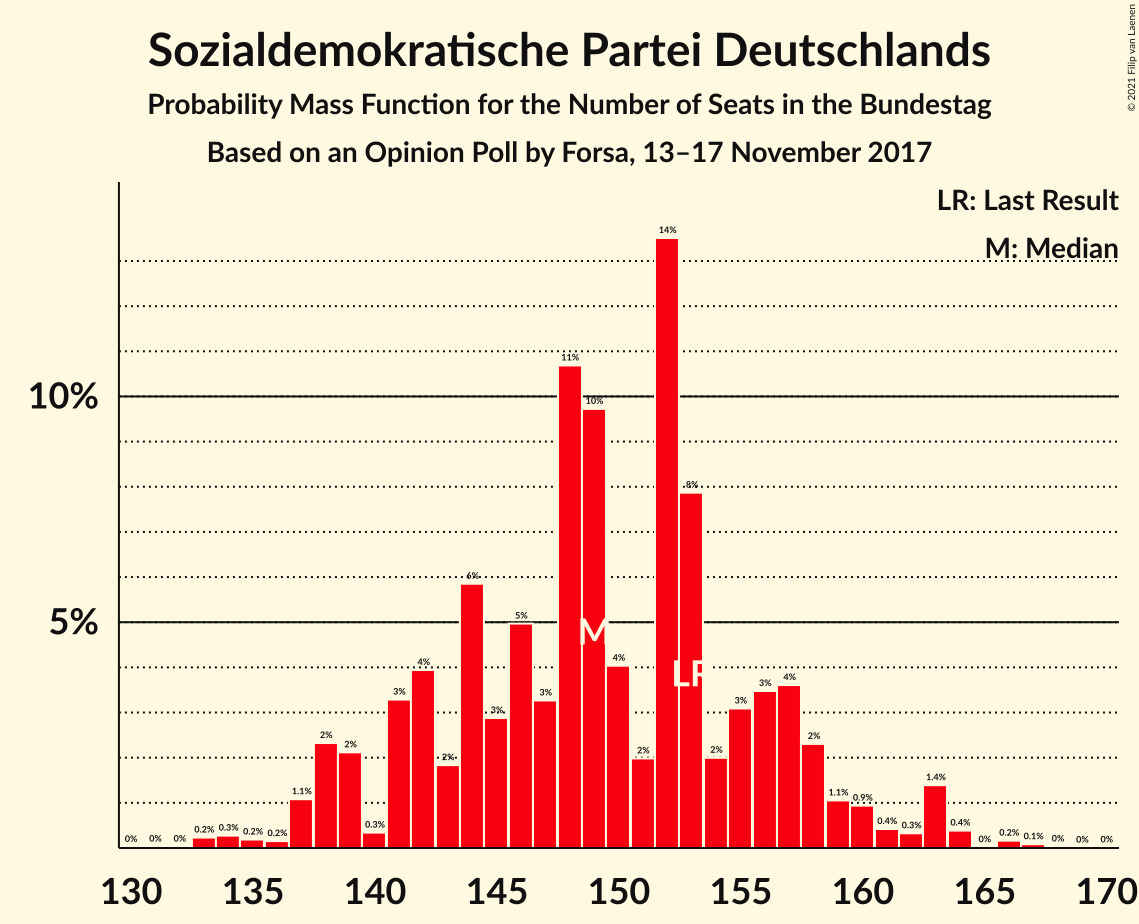 Sozialdemokratische Partei Deutschlands
Probability Mass Function for the Number of Seats in the Bundestag
Based on an Opinion Poll by Forsa, 13–17 November 2017
© 2021 Filip van Laenen
LR: Last Result
M: Median
10%
5%
0% 0% 0% 0.2% 0.3% 0.2% 0.2% 1.1% 2% 2% 0.3% 3% 4% 2% 6% 3% 5% 3% 11% 10% 4% 2% 14% 8% 2% 3% 3% 4% 2% 1.1% 0.9% 0.4% 0.3% 1.4% 0.4% 0% 0.2% 0.1% 0% 0% 0%
M
LR
130 135 140 145 150 155 160 165 170